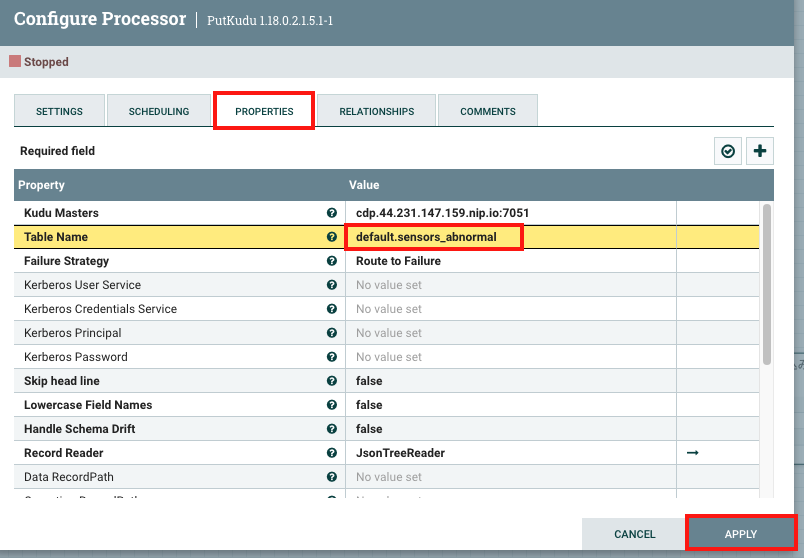 Configure Processor | PutKudu 1.18.0.2.1.5.1-1
Stopped
SETTINGS SCHEDULING PROPERTIES RELATIONSHIPS COMMENTS
Required field
Property Value
Kudu Masters cdp.44.231.147.159.nip.io:7051
Table Name default.sensors_abnormal
Failure Strategy Route to Failure
Kerberos User Service No value set
Kerberos Credentials Service No value set
Kerberos Principal No value set
Kerberos Password No value set
Skip head line false
Lowercase Field Names false
Handle Schema Drift false
Record Reader JsonTreeReader
Data RecordPath No value set
CANCEL APPLY